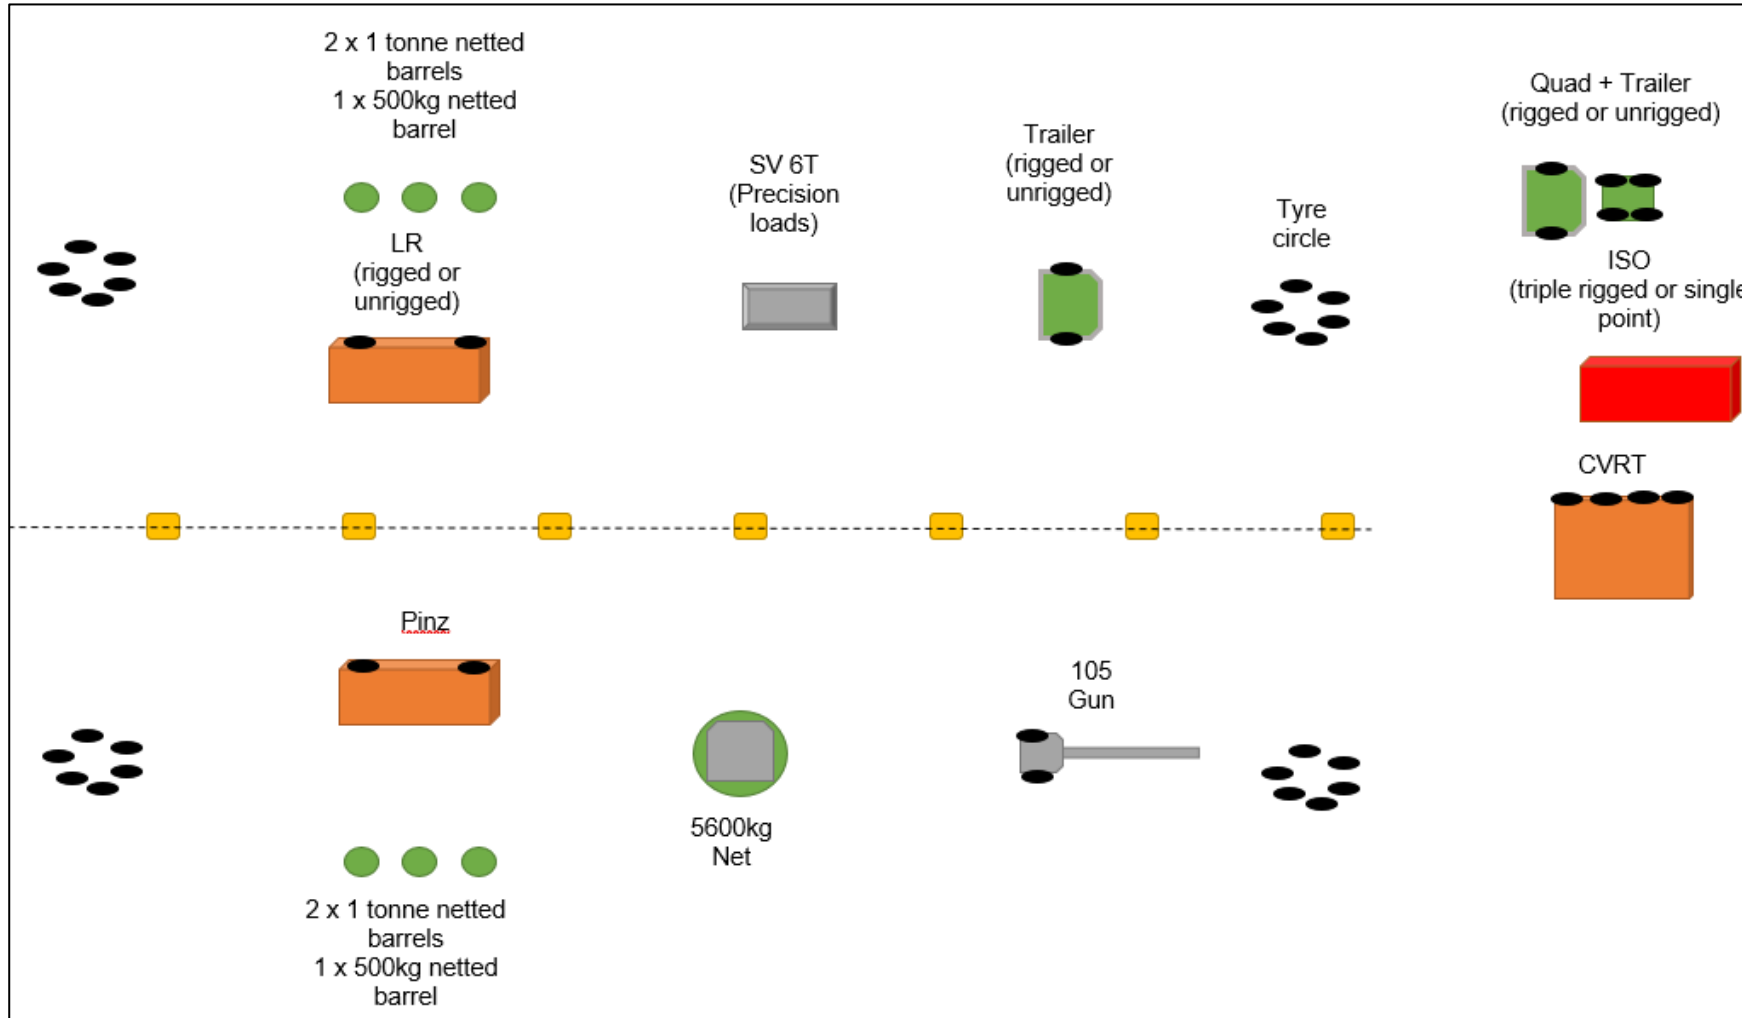 2 x 1 tonne netted
barrels
1 x 500kg netted
barrel
LR
(rigged or
unrigged)
SV 6T
(Precision
loads)
Trailer
(rigged or
unrigged)
Tyre
circle
Quad + Trailer
(rigged or unrigged)
ISO
(triple rigged or single
point)
CVRT
Pinz
5600kg
Net
105
Gun
2 x 1 tonne netted
barrels
1 x 500kg netted
barrel